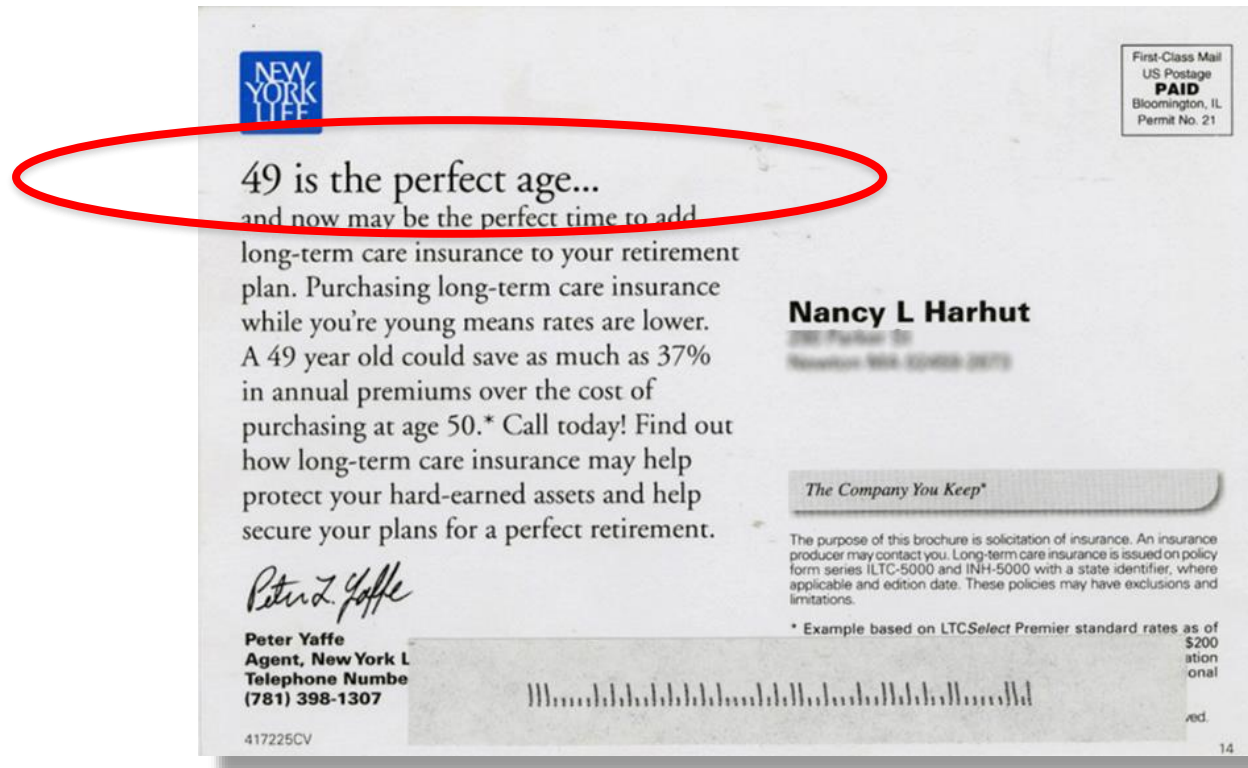 NEW
YORK
LIFE
First-Class Mail
US Postage
PAID
Bloomington, IL
Permit No. 21
49 is the perfect age...
and now may be the perfect time to add
long-term care insurance to your retirement
plan. Purchasing long-term care insurance
while you're young means rates are lower.
A 49 year old could save as much as 37%
in annual premiums over the cost of
purchasing at age 50.* Call today! Find out
how long-term care insurance may help
protect your hard-earned assets and help
secure your plans for a perfect retirement.
Peter L. Yaffe
Peter Yaffe
Agent, New York L
Telephone Numbe
(781) 398-1307
417225CV
Nancy L Harhut
The Company You Keep*
The purpose of this brochure is solicitation of insurance. An insurance
producer may contact you. Long-term care insurance is issued on policy
form series ILTC-5000 and INH-5000 with a state identifier, where
applicable and edition date. These policies may have exclusions and
limitations.
* Example based on LTCSelect Premier standard rates as of
$200
ation
onal
ved.
14